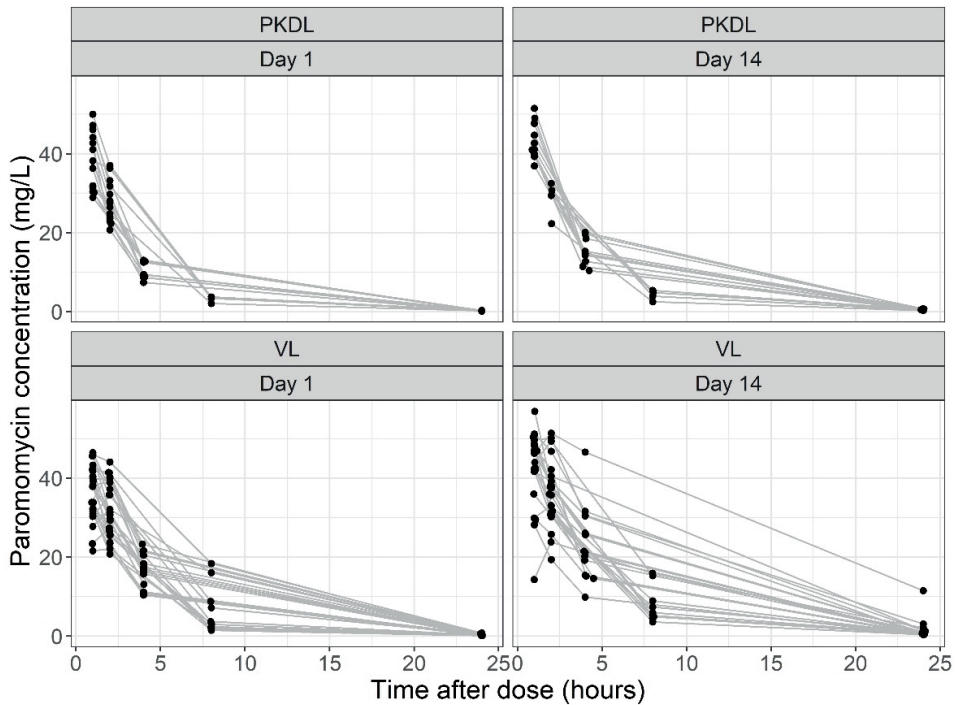 PKDL
PKDL
Day 1
Day 14
40
20
0
VL
VL
Day 1
Day 14
40
20
0
0 5 10 15 20 25 0 5 10 15 20 25
Time after dose (hours)
Paromomycin concentration (mg/L)